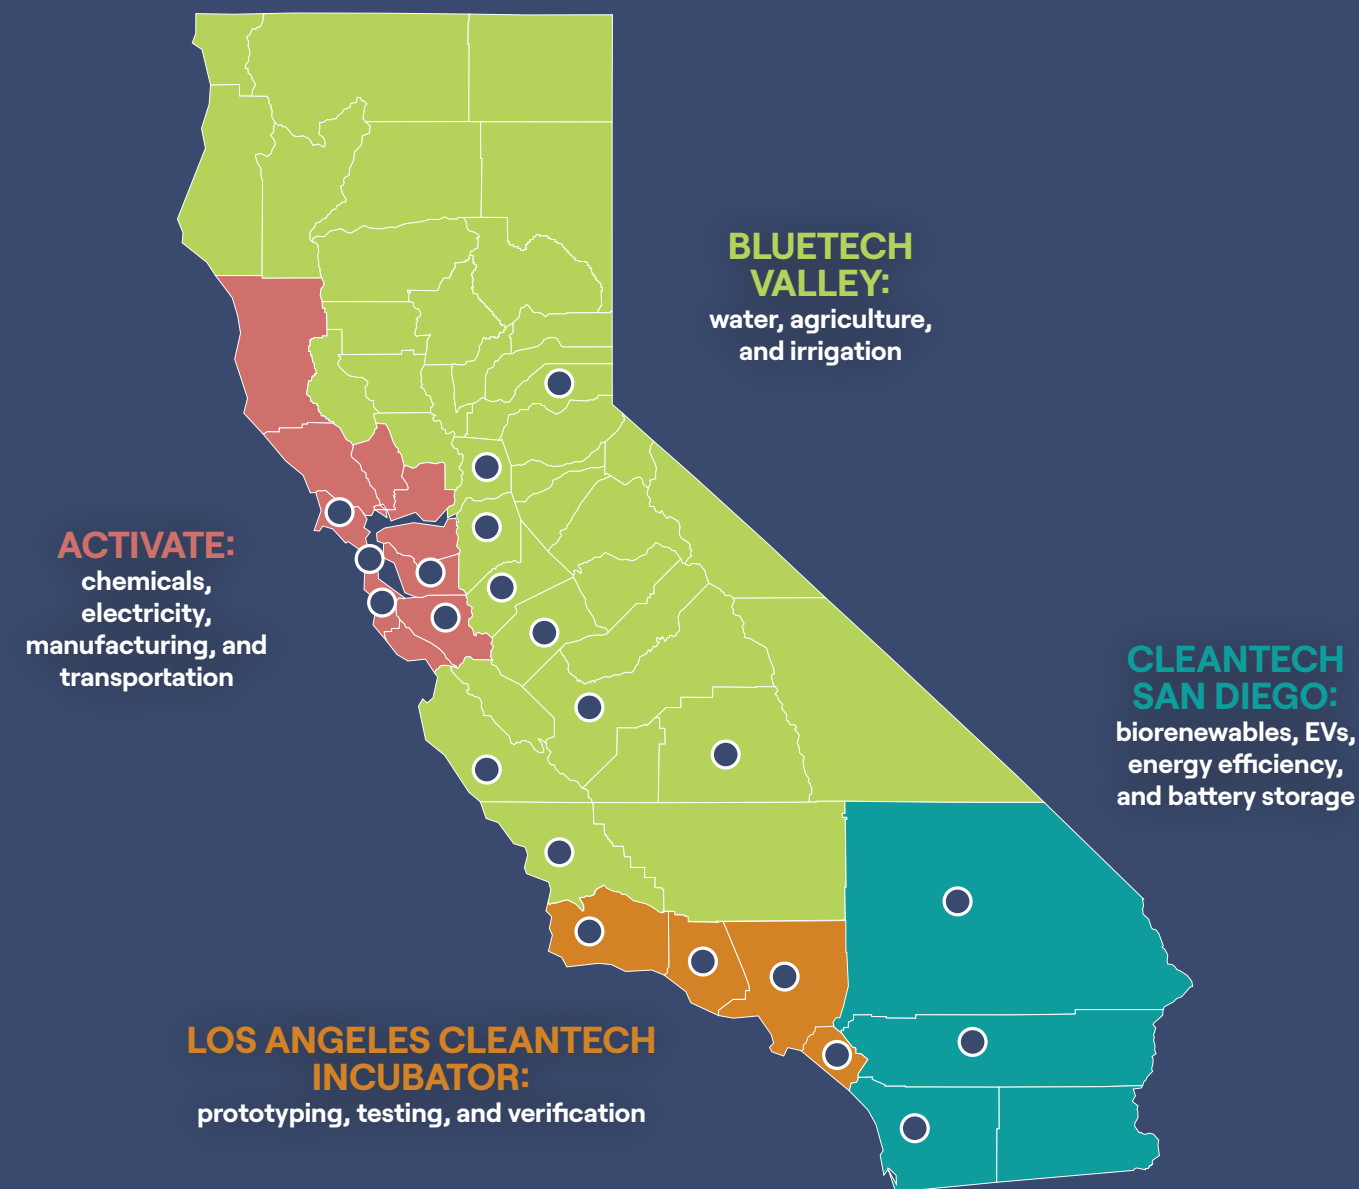 BLUETECH
VALLEY:
water, agriculture,
and irrigation
ACTIVATE:
chemicals,
electricity,
manufacturing, and
transportation
CLEANTECH
SAN DIEGO:
biorenewables, EVs,
energy efficiency,
and battery storage
LOS ANGELES CLEANTECH
INCUBATOR:
prototyping, testing, and verification